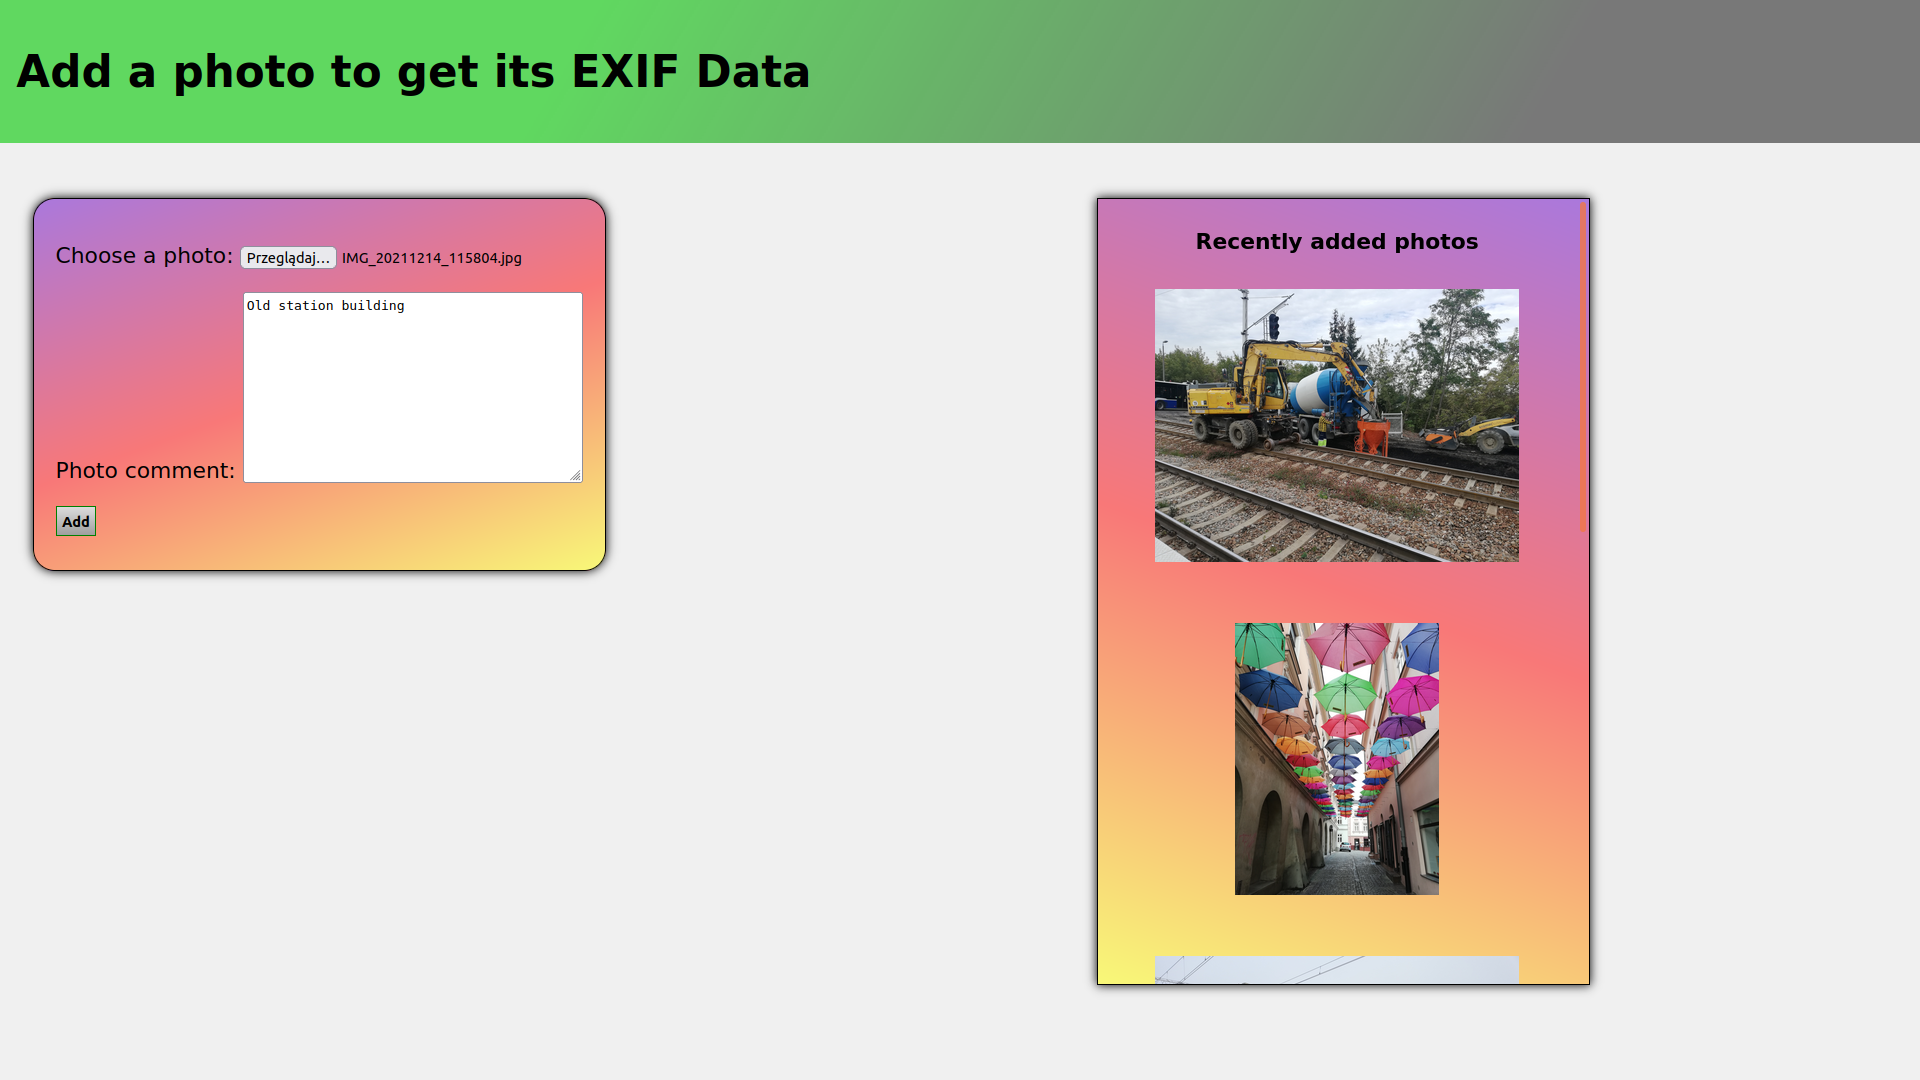 Add a photo to get its EXIF Data
Choose a photo: Przeglądaj... IMG_20211214_115804.jpg
Old station building
Photo comment:
Add
Recently added photos